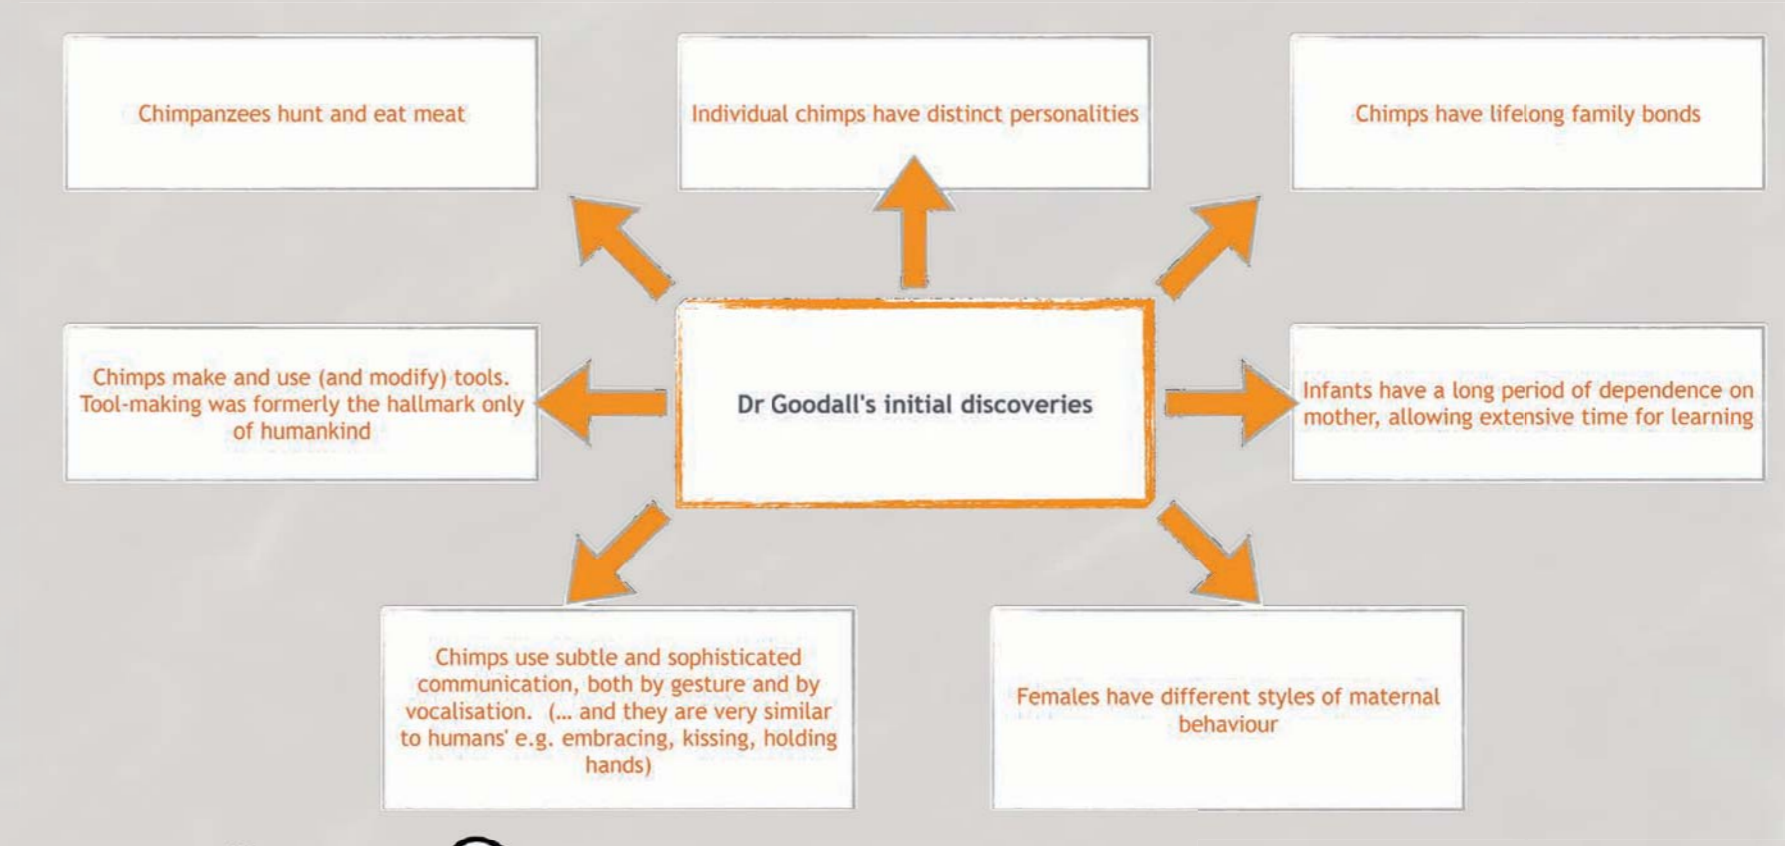 Chimpanzees hunt and eat meat
Individual chimps have distinct personalities
Chimps have lifelong family bonds
Chimps make and use (and modify) tools.
Tool-making was formerly the hallmark only
of humankind
Dr Goodall's initial discoveries
Infants have a long period of dependence on
mother, allowing extensive time for learning
Chimps use subtle and sophisticated
communication, both by gesture and by
vocalisation. (... and they are very similar
to humans' e.g. embracing, kissing, holding
hands)
Females have different styles of maternal
behaviour